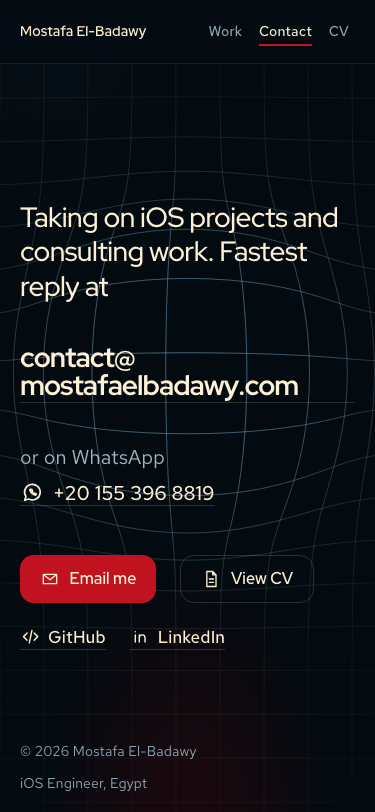 Mostafa El-Badawy
Work Contact CV
Taking on iOS projects and
consulting work. Fastest
reply at
contact@
mostafaelbadawy.com
or on WhatsApp
+20 155 396 8819
Email me
View CV
GitHub
in LinkedIn
© 2026 Mostafa El-Badawy
iOS Engineer, Egypt